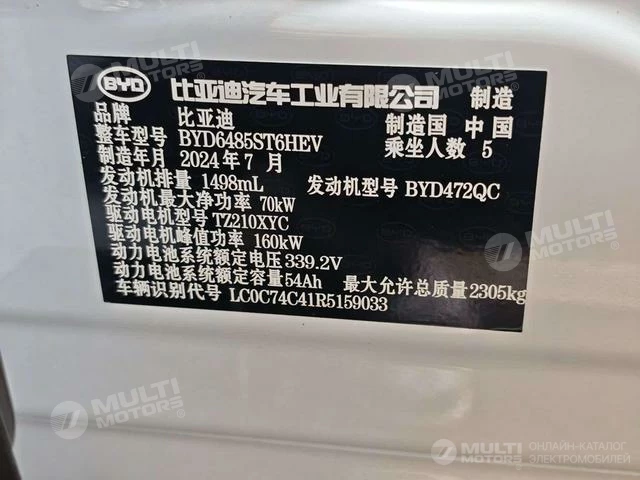 BYD 比亚迪汽车工业有限公司 制造
品牌 比亚迪 制造国 中国
整车型号 BYD6485ST6HEV 乘坐人数 5
制造年月 2024年7月
发动机排量 1498mL 发动机型号 BYD472QC
发动机最大净功率 70kW
驱动电机型号 TZ210XYC
驱动电机峰值功率 160kW
动力电池系统额定电压 339.2V
动力电池系统额定容量 54Ah 最大允许总质量 2305kg
车辆识别代号 LC0C74C41R5159033
MULTI MOTORS®
MULTI MOTORS®
MULTI MOTORS®
MULTI MOTORS®
MULTI MOTORS® ОНЛАЙН-КАТАЛОГ ЭЛЕКТРОМОБИЛЕЙ